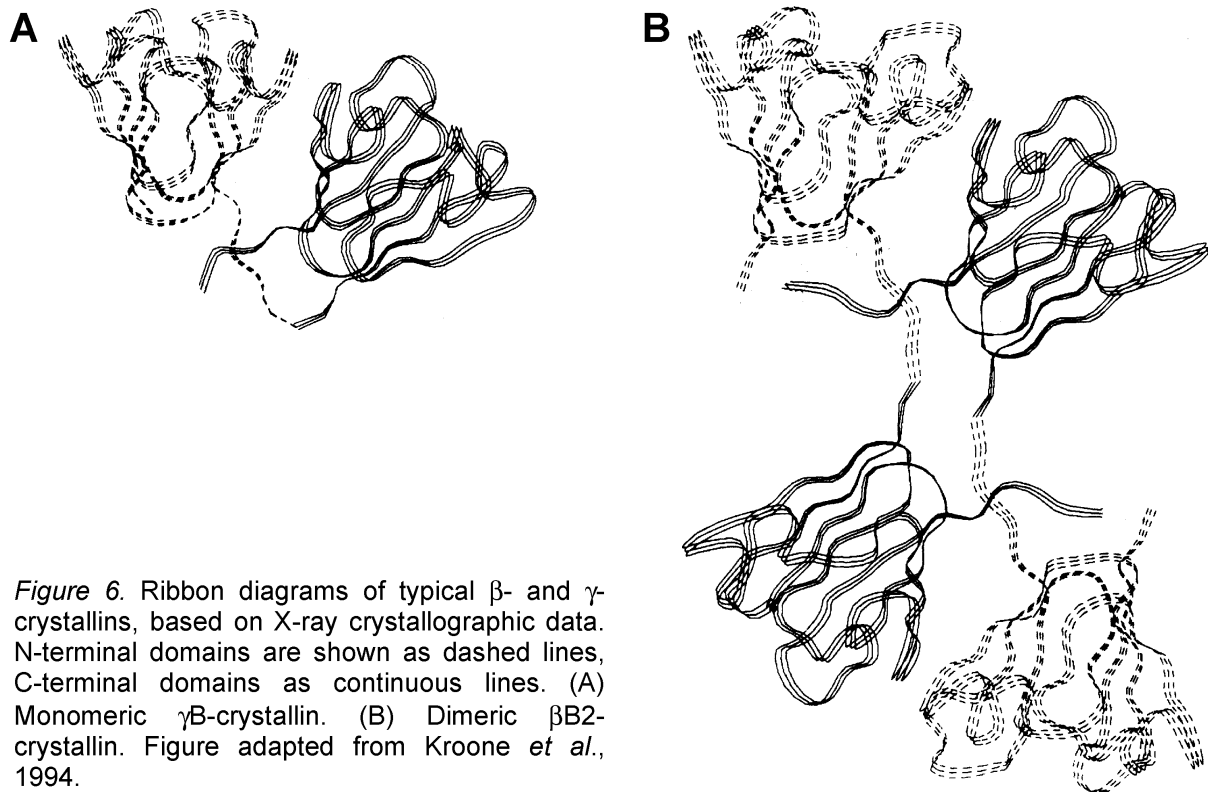 A
B
Figure 6. Ribbon diagrams of typical β- and γ-
crystallins, based on X-ray crystallographic data.
N-terminal domains are shown as dashed lines,
C-terminal domains as continuous lines. (A)
Monomeric γB-crystallin. (B) Dimeric βB2-
crystallin. Figure adapted from Kroone et al.,
1994.